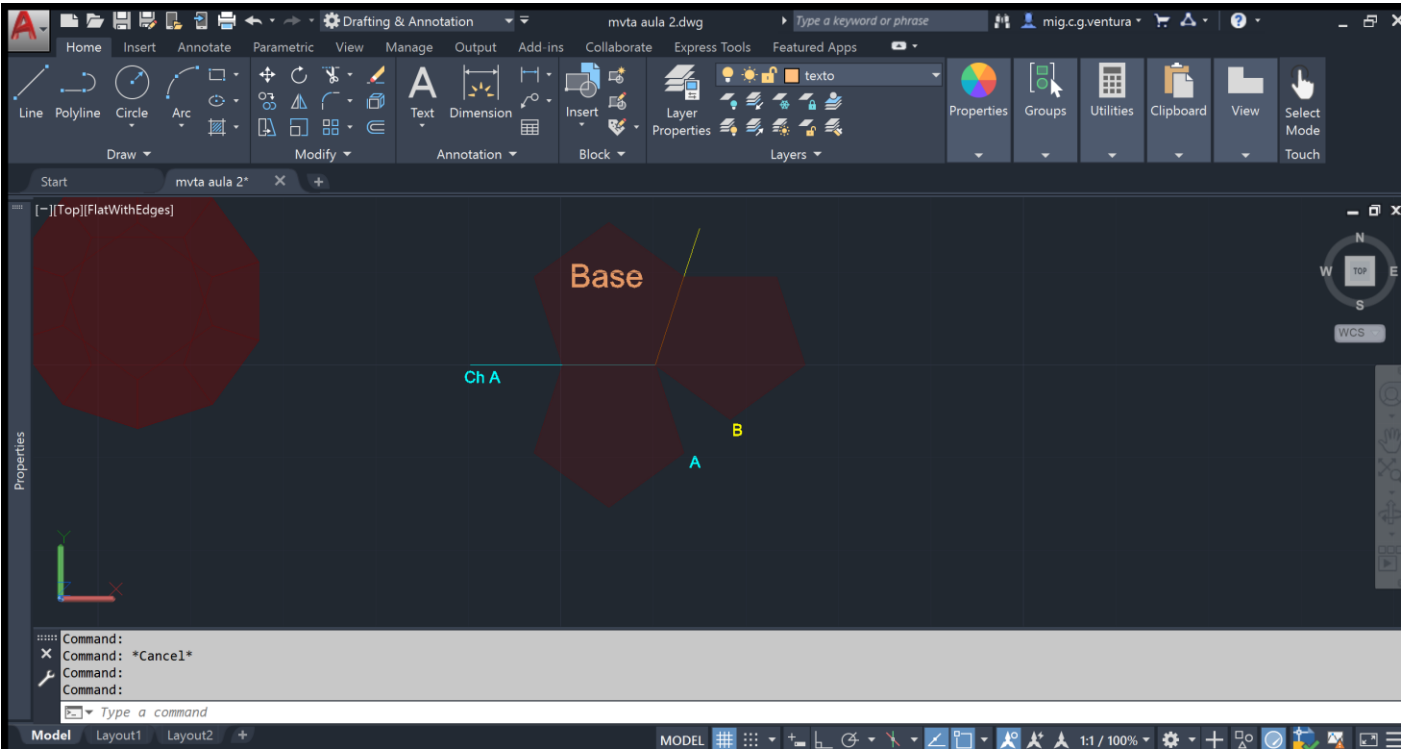 Drafting & Annotation
mvta aula 2.dwg
Type a keyword or phrase
mig.c.g.ventura
Home Insert Annotate Parametric View Manage Output Add-ins Collaborate Express Tools Featured Apps
texto
Line Polyline Circle Arc
Text Dimension
Insert
Layer
Properties
Properties Groups Utilities Clipboard View
Select
Mode
Draw Modify Annotation Block Layers Touch
Start mvta aula 2*
[−][Top][FlatWithEdges]
N
W TOP E
S
WCS
Base
Ch A
B
A
Properties
Y
X
Command:
Command: *Cancel*
Command:
Command:
Type a command
Model Layout1 Layout2 +
MODEL 1:1 / 100%